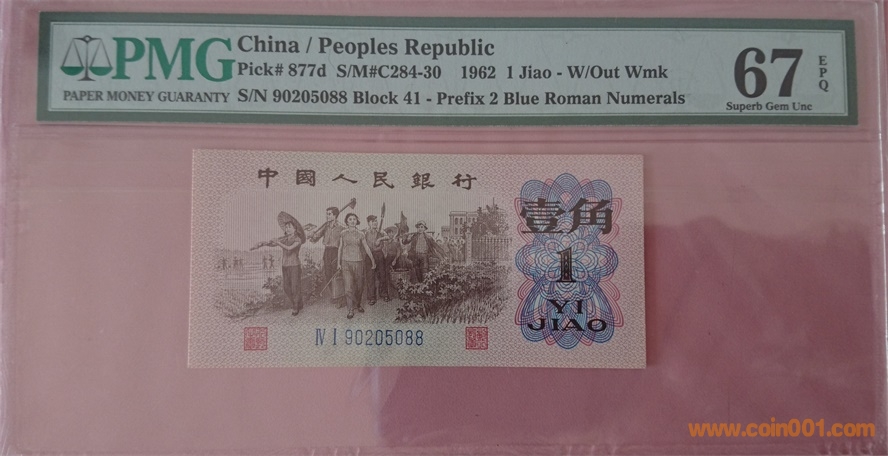 PMG
PAPER MONEY GUARANTY
China / Peoples Republic
Pick# 877d S/M#C284-30 1962 1 Jiao - W/Out Wmk
S/N 90205088 Block 41 - Prefix 2 Blue Roman Numerals
67 EPQ
Superb Gem Unc
中國人民銀行
壹角
1
YI
JIAO
Ⅳ Ⅰ 90205088
www.coin001.com